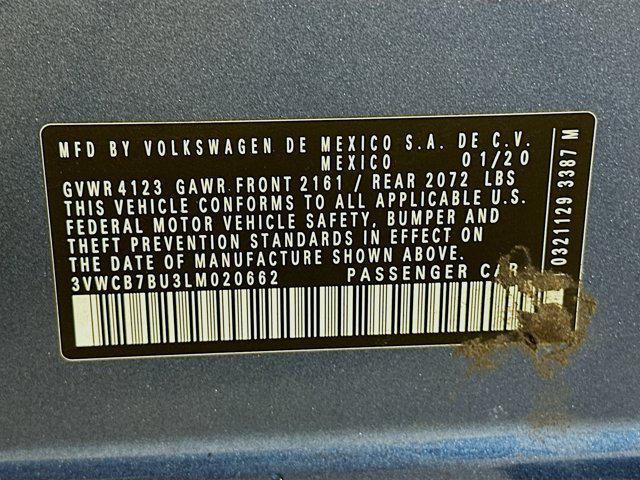 MFD BY VOLKSWAGEN DE MEXICO S.A. DE C.V.
MEXICO 01/20
GVWR 4123 GAWR FRONT 2161 / REAR 2072 LBS
THIS VEHICLE CONFORMS TO ALL APPLICABLE U.S.
FEDERAL MOTOR VEHICLE SAFETY, BUMPER AND
THEFT PREVENTION STANDARDS IN EFFECT ON
THE DATE OF MANUFACTURE SHOWN ABOVE.
3VWCB7BU3LM020662 PASSENGER CAR
0321129 3387 M